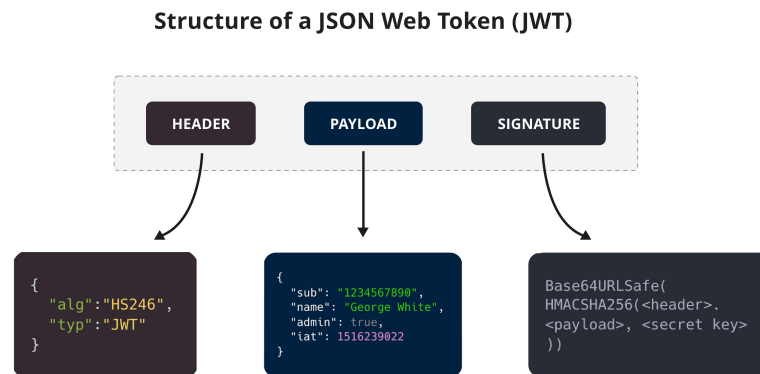 Structure of a JSON Web Token (JWT)
HEADER
PAYLOAD
SIGNATURE
{
"alg":"HS246",
"typ":"JWT"
}
{
"sub": "1234567890",
"name": "George White",
"admin": true,
"iat": 1516239022
}
Base64URLSafe(
HMACSHA256(<header>.
<payload>, <secret key>
))